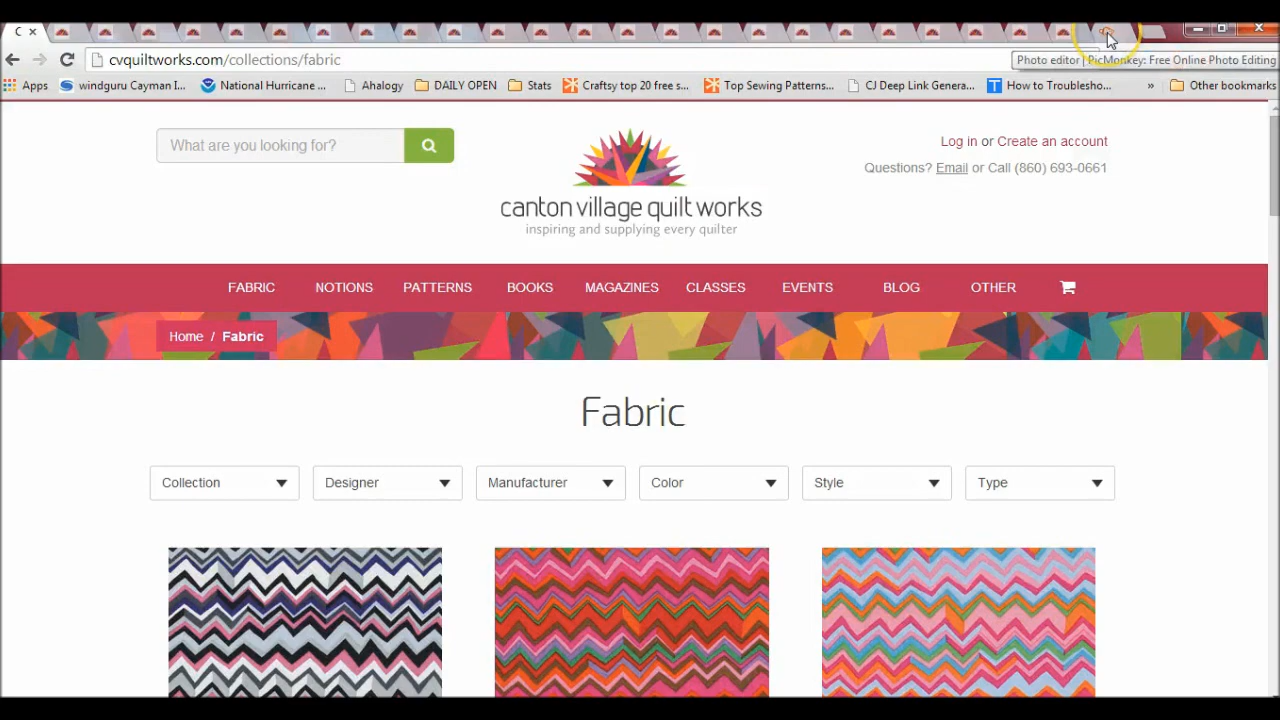 C
cvquiltworks.com/collections/fabric
Photo editor | PicMonkey: Free Online Photo Editing
Apps windguru Cayman I... National Hurricane ... Ahalogy DAILY OPEN Stats Craftsy top 20 free s... Top Sewing Patterns... CJ Deep Link Genera... How to Troublesho... » Other bookmarks
What are you looking for?
Log in or Create an account
Questions? Email or Call (860) 693-0661
canton village quilt works
inspiring and supplying every quilter
FABRIC NOTIONS PATTERNS BOOKS MAGAZINES CLASSES EVENTS BLOG OTHER
Home / Fabric
Fabric
Collection Designer Manufacturer Color Style Type